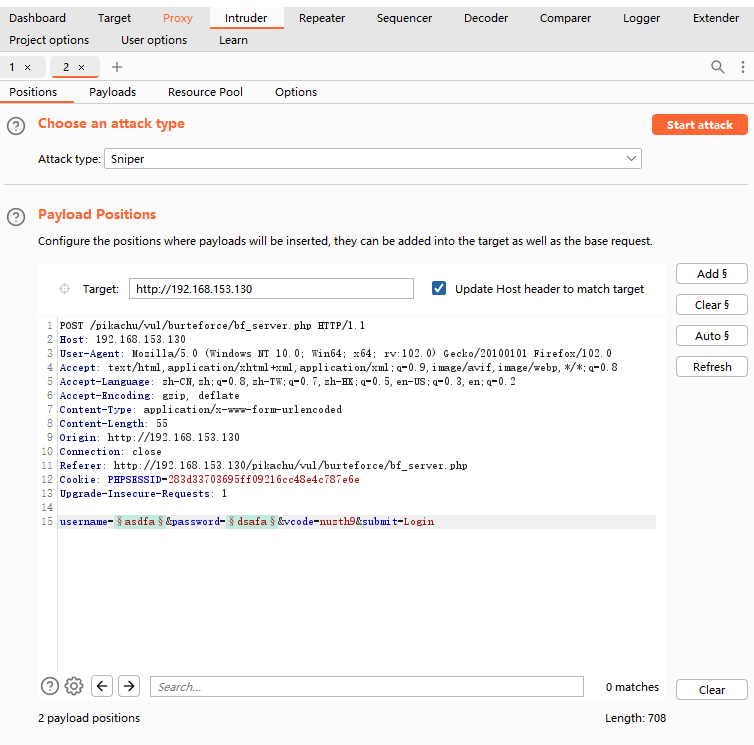 Dashboard Target Proxy Intruder Repeater Sequencer Decoder Comparer Logger Extender
Project options User options Learn
1 × 2 × +
Positions Payloads Resource Pool Options
? Choose an attack type Start attack
Attack type: Sniper
? Payload Positions
Configure the positions where payloads will be inserted, they can be added into the target as well as the base request.
Add §
Target: http://192.168.153.130 Update Host header to match target
Clear §
Auto §
Refresh
1 POST /pikachu/vul/burteforce/bf_server.php HTTP/1.1
2 Host: 192.168.153.130
3 User-Agent: Mozilla/5.0 (Windows NT 10.0; Win64; x64; rv:102.0) Gecko/20100101 Firefox/102.0
4 Accept: text/html,application/xhtml+xml,application/xml;q=0.9,image/avif,image/webp,*/*;q=0.8
5 Accept-Language: zh-CN,zh;q=0.8,zh-TW;q=0.7,zh-HK;q=0.5,en-US;q=0.3,en;q=0.2
6 Accept-Encoding: gzip, deflate
7 Content-Type: application/x-www-form-urlencoded
8 Content-Length: 55
9 Origin: http://192.168.153.130
10 Connection: close
11 Referer: http://192.168.153.130/pikachu/vul/burteforce/bf_server.php
12 Cookie: PHPSESSID=283d33703695ff09216cc48e4c787e6e
13 Upgrade-Insecure-Requests: 1
14
15 username=§asdfa§&password=§dsafa§&vcode=nuzth9&submit=Login
? Search... 0 matches Clear
2 payload positions Length: 708